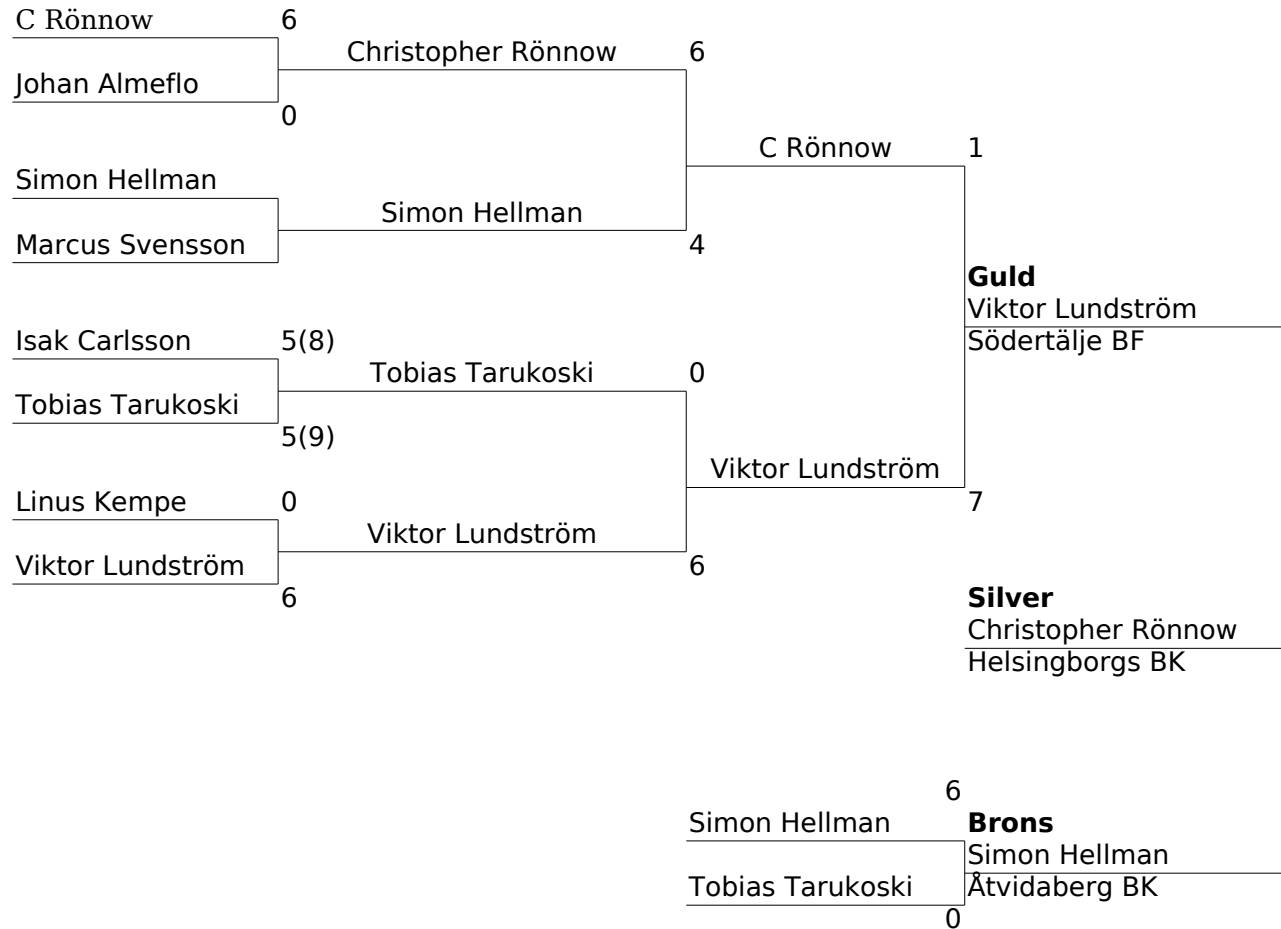 C Rönnow 6
Johan Almeflo
0
Simon Hellman
Marcus Svensson
Isak Carlsson 5(8)
Tobias Tarukoski
5(9)
Linus Kempe 0
Viktor Lundström
6
Christopher Rönnow 6
Simon Hellman
4
Tobias Tarukoski 0
Viktor Lundström
6
C Rönnow 1
Viktor Lundström
7
Guld
Viktor Lundström
Södertälje BF
Silver
Christopher Rönnow
Helsingborgs BK
6
Simon Hellman
Tobias Tarukoski
0
Brons
Simon Hellman
Åtvidaberg BK